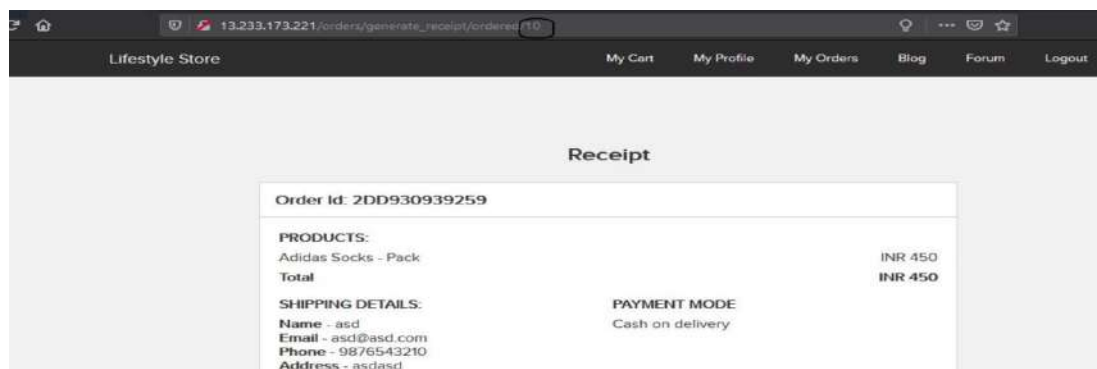 13.233.173.221/orders/generate_receipt/ordered/10
Lifestyle Store My Cart My Profile My Orders Blog Forum Logout
Receipt
Order Id: 2DD930939259
PRODUCTS:
Adidas Socks - Pack INR 450
Total INR 450
SHIPPING DETAILS: PAYMENT MODE
Name - asd Cash on delivery
Email - asd@asd.com
Phone - 9876543210
Address - asdasd